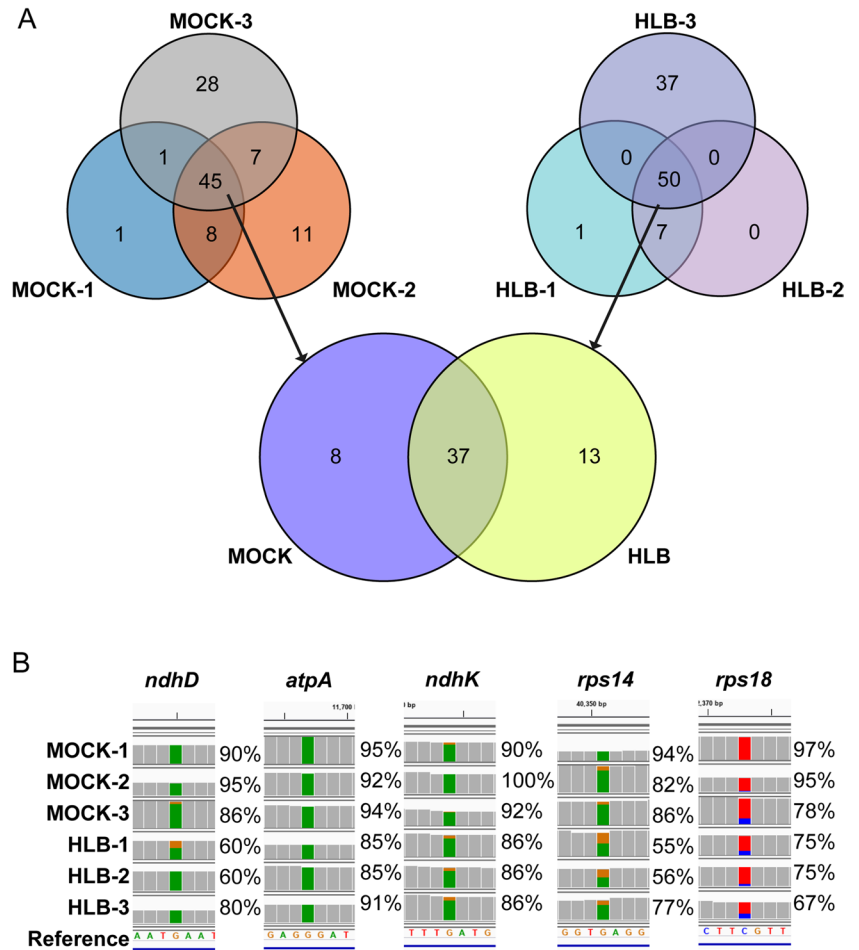 A
MOCK-3
HLB-3
28
37
1
7
0
0
45
50
1
8
11
1
7
0
MOCK-1
MOCK-2
HLB-1
HLB-2
8
37
13
MOCK
HLB
B
ndhD
atpA
ndhK
rps14
rps18
11,700
bp
40,350 bp
2,370 bp
MOCK-1 90% 95% 90% 94% 97%
MOCK-2 95% 92% 100% 82% 95%
MOCK-3 86% 94% 92% 86% 78%
HLB-1 60% 85% 86% 55% 75%
HLB-2 60% 85% 86% 56% 75%
HLB-3 80% 91% 86% 77% 67%
Reference A A T G A A T G A G G G A T T T T G A T G G G T G A G G C T T C G T T